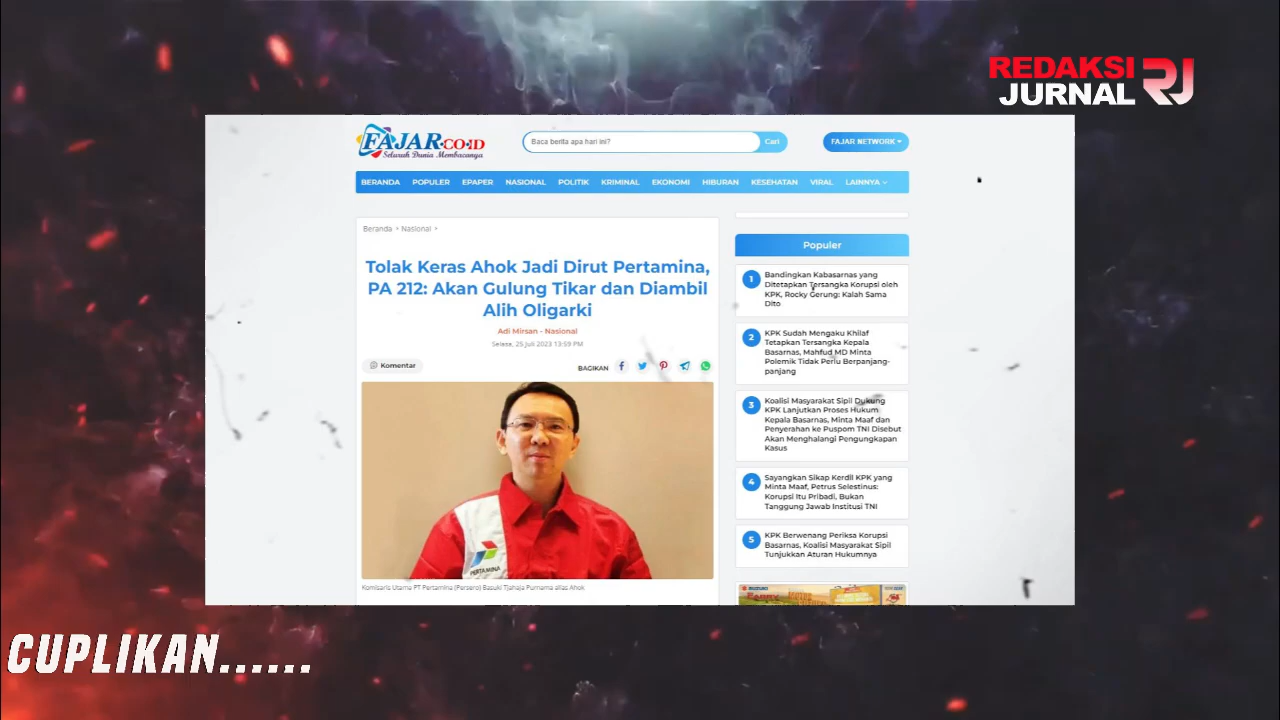 REDAKSI
JURNAL RJ
FAJAR.CO.ID
Seluruh Dunia Membacanya
Baca berita apa hari ini?
Cari
FAJAR NETWORK
BERANDA POPULER EPAPER NASIONAL POLITIK KRIMINAL EKONOMI HIBURAN KESEHATAN VIRAL LAINNYA
Beranda • Nasional •
Tolak Keras Ahok Jadi Dirut Pertamina,
PA 212: Akan Gulung Tikar dan Diambil
Alih Oligarki
Adi Mirsan - Nasional
Selasa, 25 Juli 2023 13:59 PM
Komentar
BAGIKAN
PERTAMINA
Komisaris Utama PT Pertamina (Persero) Basuki Tjahaja Purnama alias Ahok
Populer
1
Bandingkan Kabasarnas yang
Ditetapkan Tersangka Korupsi oleh
KPK, Rocky Gerung: Kalah Sama
Dito
2
KPK Sudah Mengaku Khilaf
Tetapkan Tersangka Kepala
Basarnas, Mahfud MD Minta
Polemik Tidak Perlu Berpanjang-
panjang
3
Koalisi Masyarakat Sipil Dukung
KPK Lanjutkan Proses Hukum
Kepala Basarnas, Minta Maaf dan
Penyerahan ke Puspom TNI Disebut
Akan Menghalangi Pengungkapan
Kasus
4
Sayangkan Sikap Kerdil KPK yang
Minta Maaf, Petrus Selestinus:
Korupsi Itu Pribadi, Bukan
Tanggung Jawab Institusi TNI
5
KPK Berwenang Periksa Korupsi
Basarnas, Koalisi Masyarakat Sipil
Tunjukkan Aturan Hukumnya
SUZUKI
CUPLIKAN......